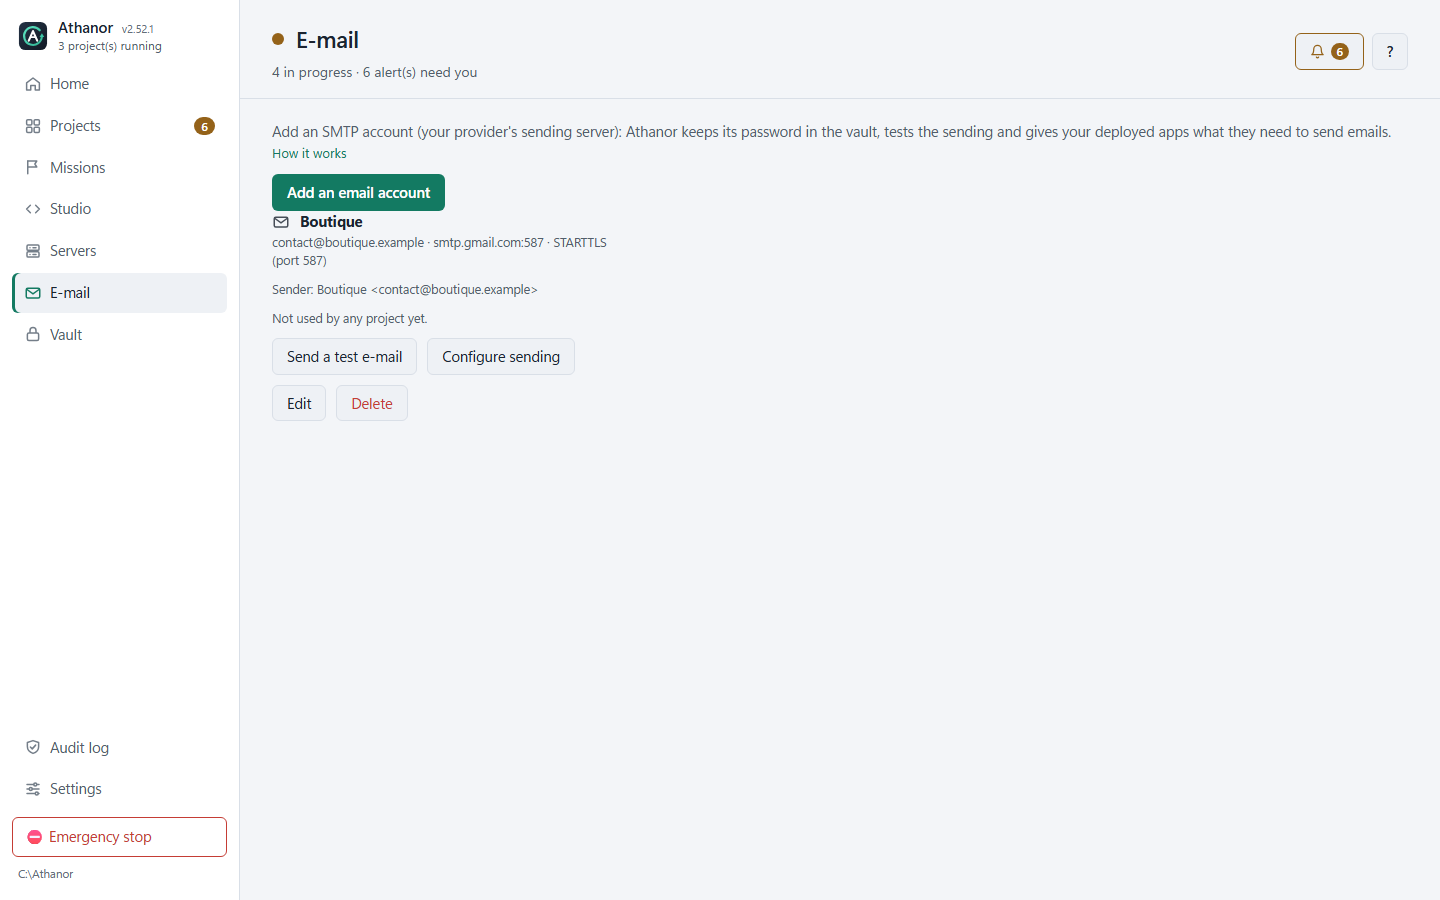 Athanor v2.52.1
3 project(s) running
Home
Projects 6
Missions
Studio
Servers
E-mail
Vault
Audit log
Settings
Emergency stop
C:\Athanor
E-mail
4 in progress · 6 alert(s) need you
6
?
Add an SMTP account (your provider's sending server): Athanor keeps its password in the vault, tests the sending and gives your deployed apps what they need to send emails.
How it works
Add an email account
Boutique
contact@boutique.example · smtp.gmail.com:587 · STARTTLS
(port 587)
Sender: Boutique <contact@boutique.example>
Not used by any project yet.
Send a test e-mail Configure sending
Edit Delete